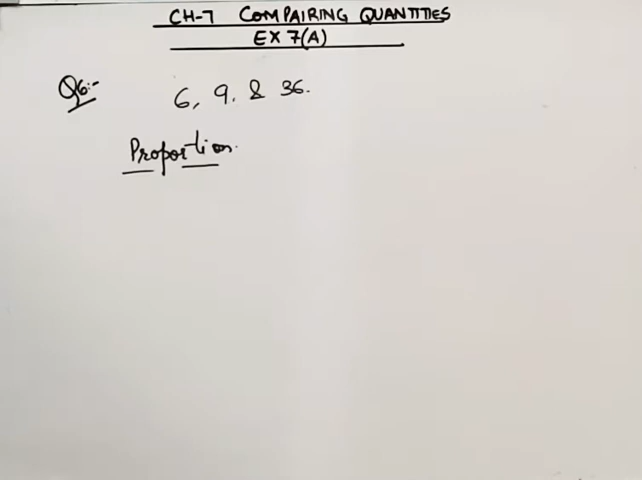 CH-7 COMPAIRING QUANTITIES
EX 7(A)
Q6:- 6, 9. & 36.
Proportion.